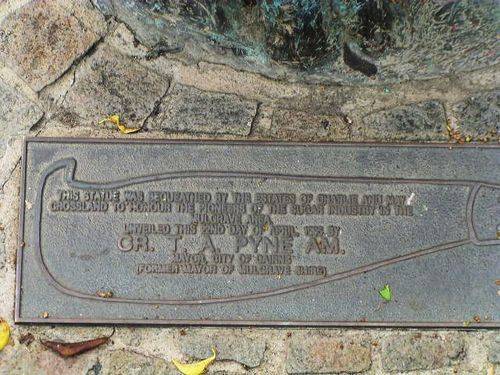 THIS STATUE WAS BEQUEATHED BY THE ESTATES OF CHARLIE AND MAY
CROSSLAND TO HONOUR THE PIONEERS OF THE SUGAR INDUSTRY IN THE
MULGRAVE AREA
UNVEILED THIS 22ND DAY OF APRIL BY
CR. T. A. PYNE AM.
MAYOR, CITY OF CAIRNS
(FORMER MAYOR OF MULGRAVE SHIRE)